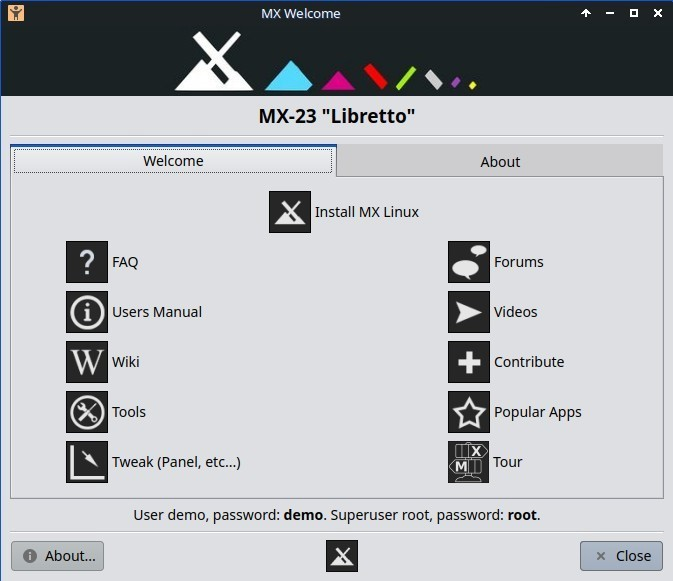 MX Welcome
MX-23 "Libretto"
Welcome
About
Install MX Linux
FAQ
Forums
Users Manual
Videos
Wiki
Contribute
Tools
Popular Apps
Tweak (Panel, etc...)
Tour
User demo, password: demo. Superuser root, password: root.
About...
Close